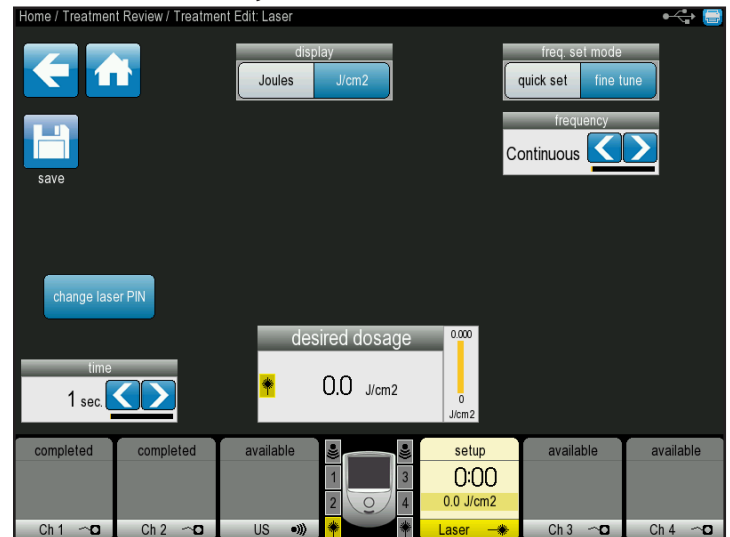 Home / Treatment Review / Treatment Edit: Laser
display
Joules J/cm2
freq. set mode
quick set fine tune
frequency
Continuous
save
change laser PIN
desired dosage
0.0 J/cm2
0.000
0
J/cm2
time
1 sec.
completed
Ch 1
completed
Ch 2
available
US
1
2
3
4
setup
0:00
0.0 J/cm2
Laser
available
Ch 3
available
Ch 4